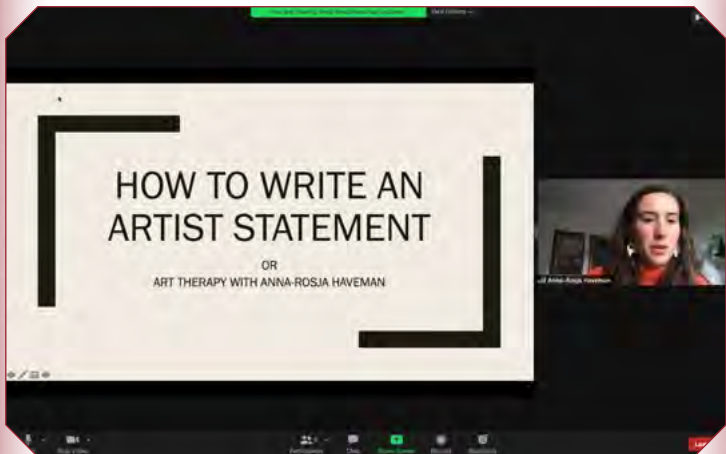 HOW TO WRITE AN
ARTIST STATEMENT
OR
ART THERAPY WITH ANNA-ROSJA HAVEMAN
Anna-Rosja Haveman